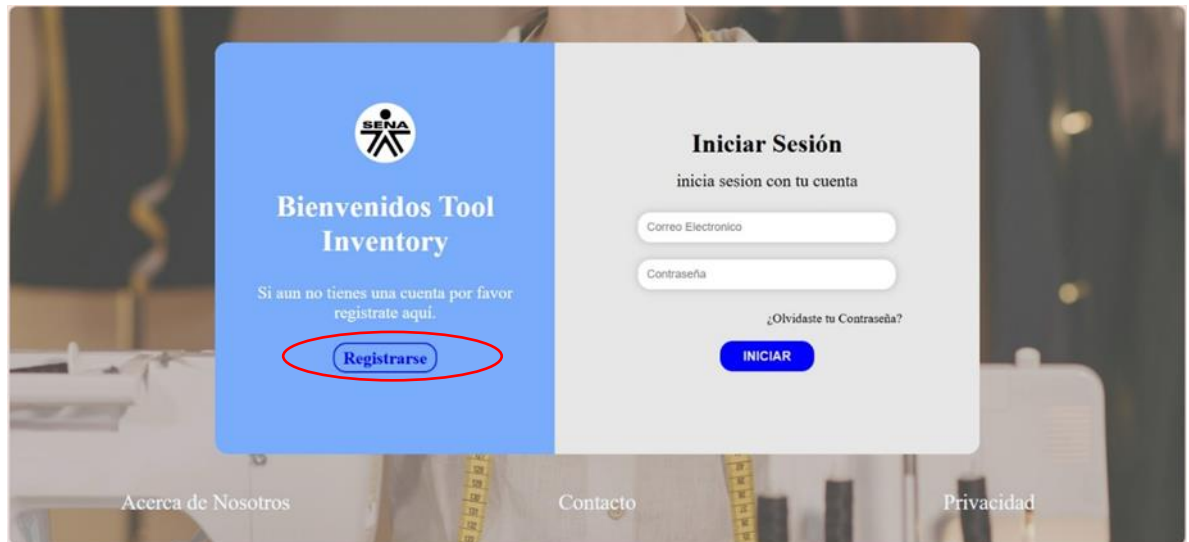 SENA
Bienvenidos Tool
Inventory
Si aun no tienes una cuenta por favor
registrate aquí.
Registrarse
Iniciar Sesión
inicia sesion con tu cuenta
Correo Electronico
Contraseña
¿Olvidaste tu Contraseña?
INICIAR
Acerca de Nosotros
Contacto
Privacidad